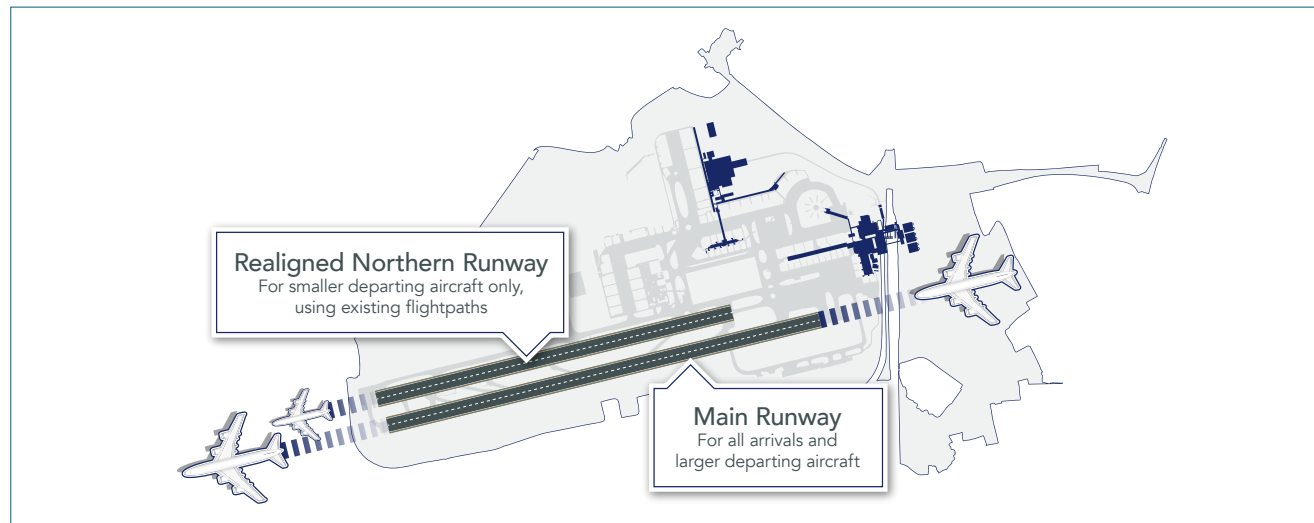 Realigned Northern Runway
For smaller departing aircraft only,
using existing flightpaths
Main Runway
For all arrivals and
larger departing aircraft